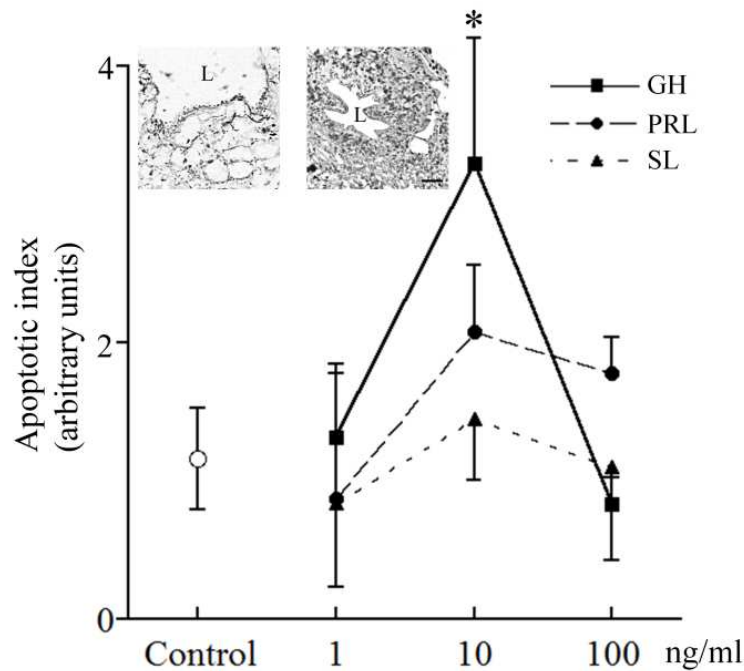 *
4
L
L
GH
PRL
SL
Apoptotic index
(arbitrary units)
2
0
Control 1 10 100 ng/ml